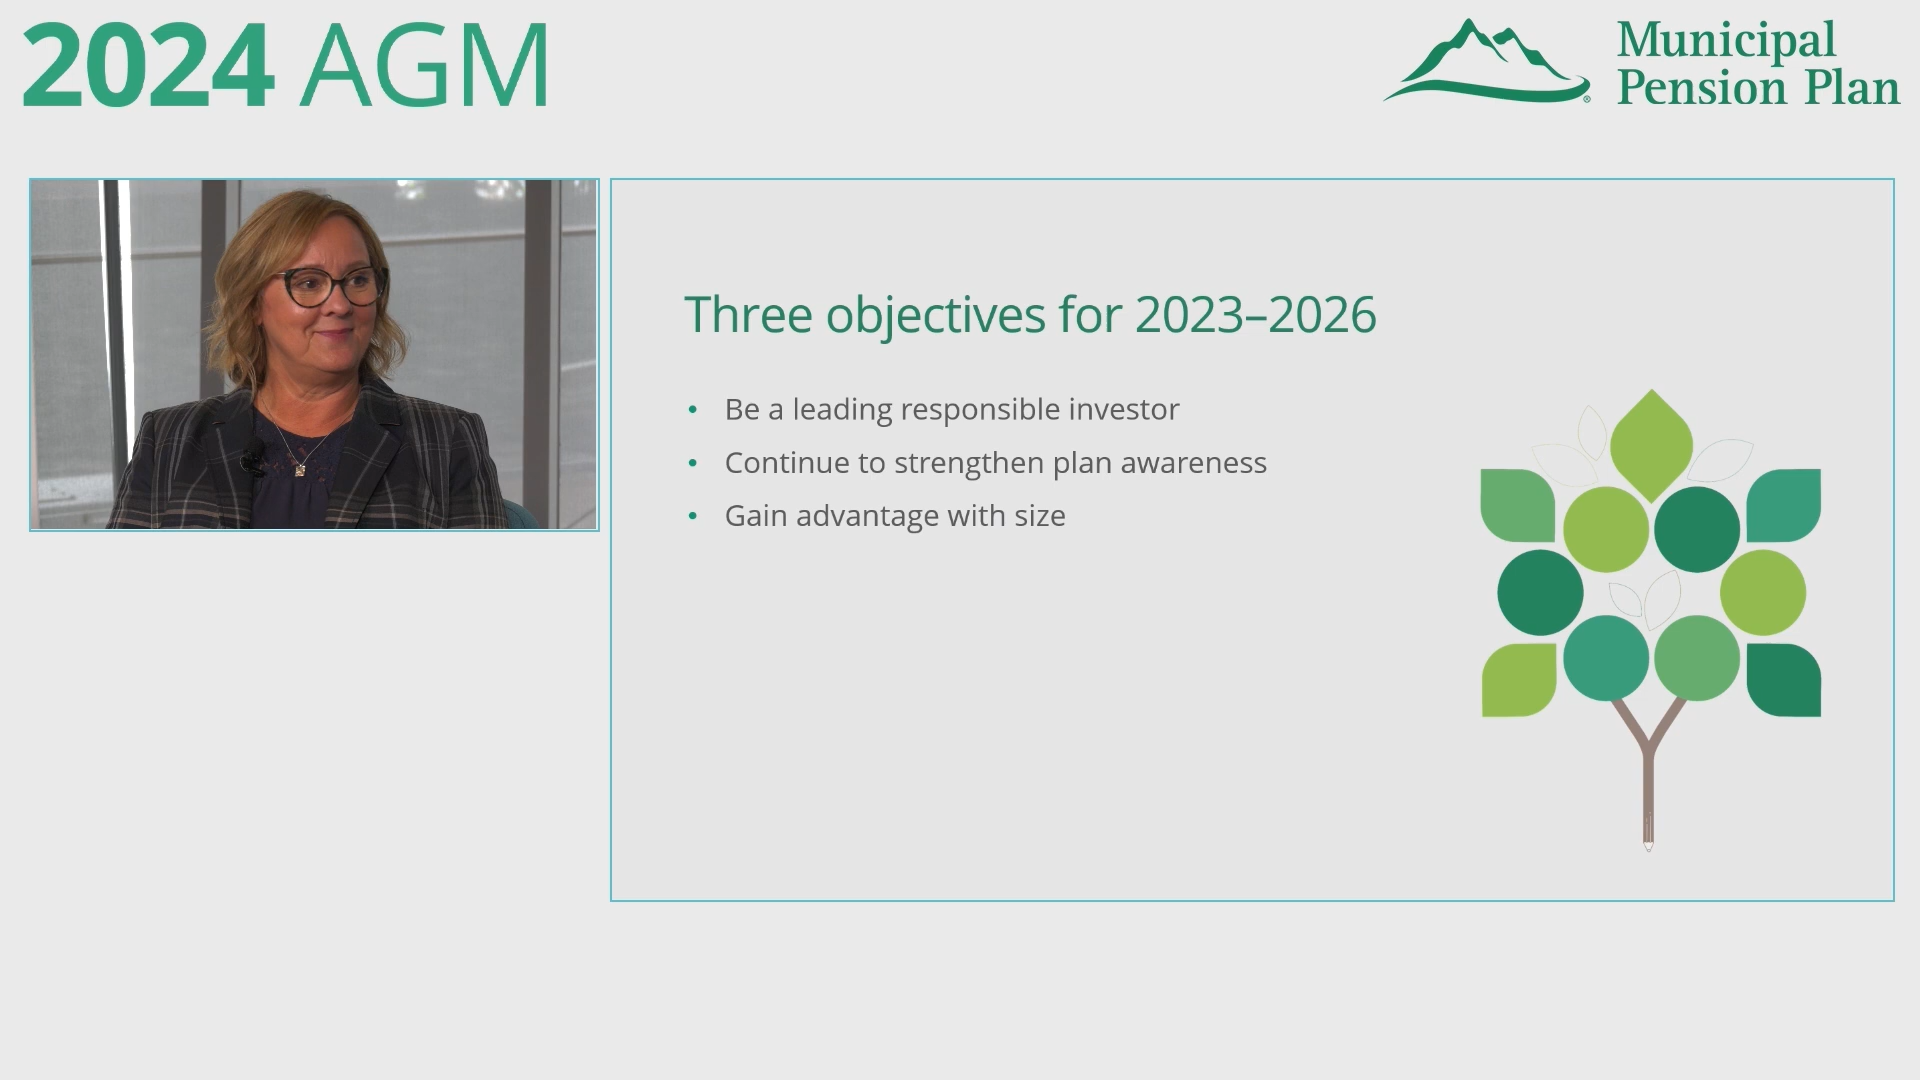 2024 AGM
Municipal
Pension Plan
®
Three objectives for 2023–2026
• Be a leading responsible investor
• Continue to strengthen plan awareness
• Gain advantage with size